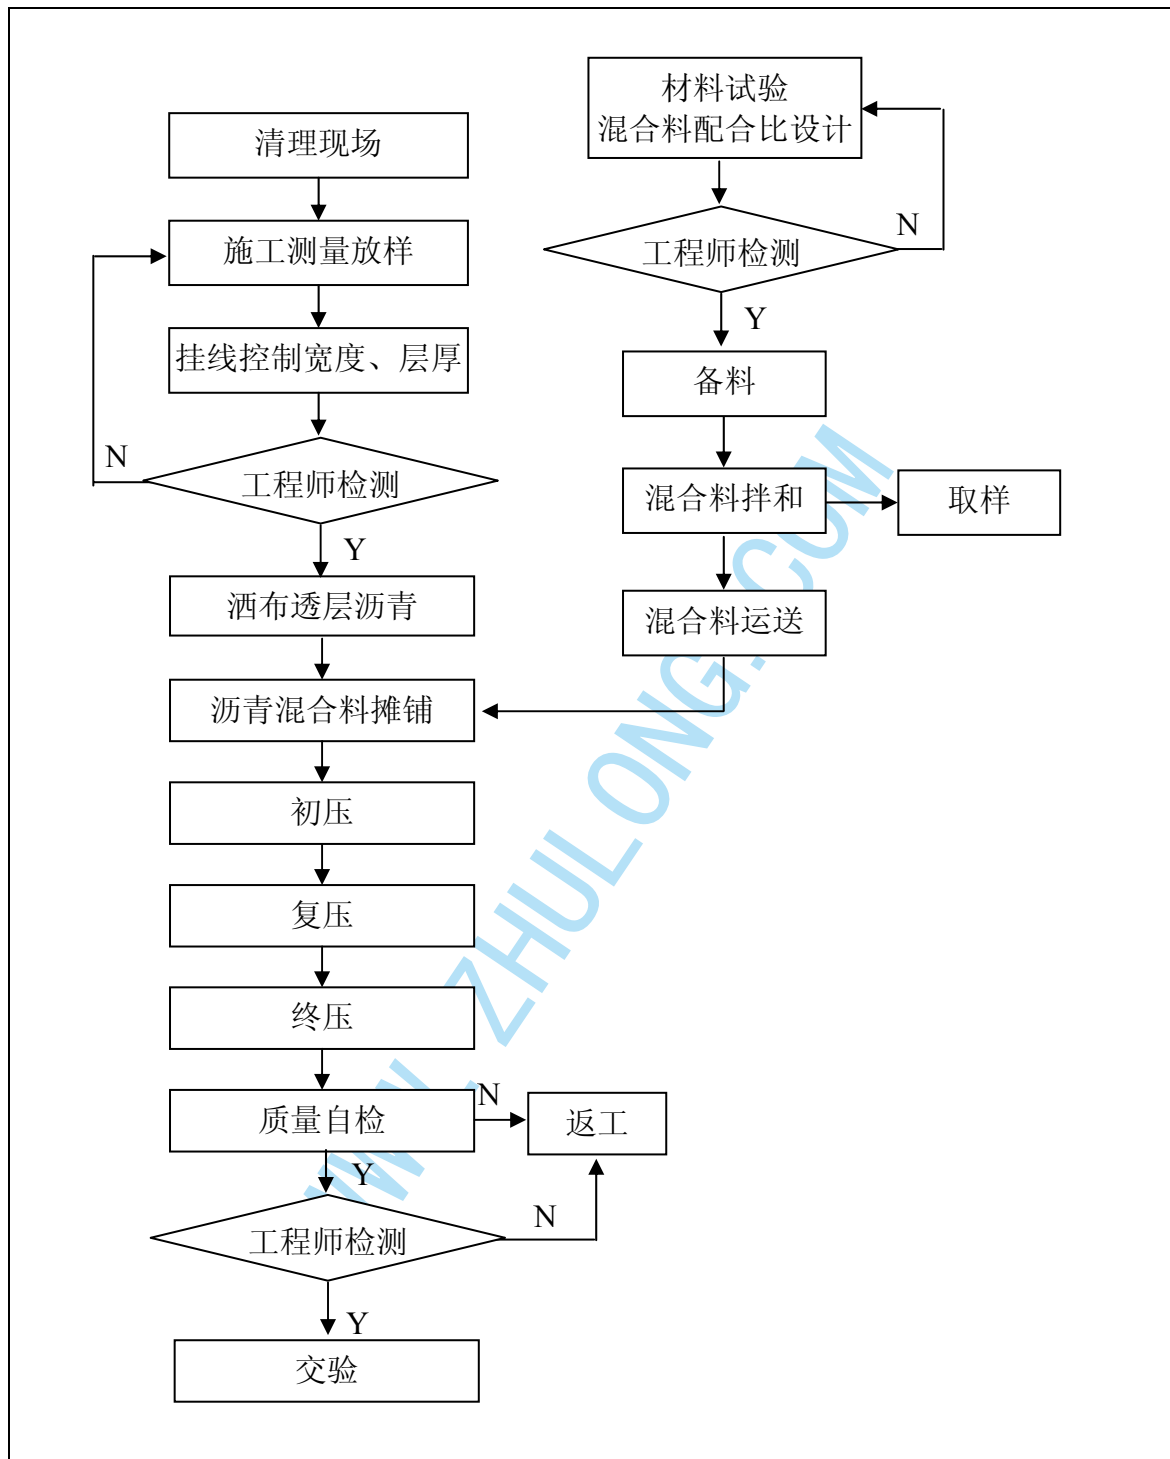 清理现场
施工测量放样
挂线控制宽度、层厚
N
工程师检测
Y
洒布透层沥青
沥青混合料摊铺
初压
复压
终压
质量自检
N
返工
Y
工程师检测
N
Y
交验
材料试验
混合料配合比设计
工程师检测
N
Y
备料
混合料拌和
取样
混合料运送
WWW.ZHULONG.COM